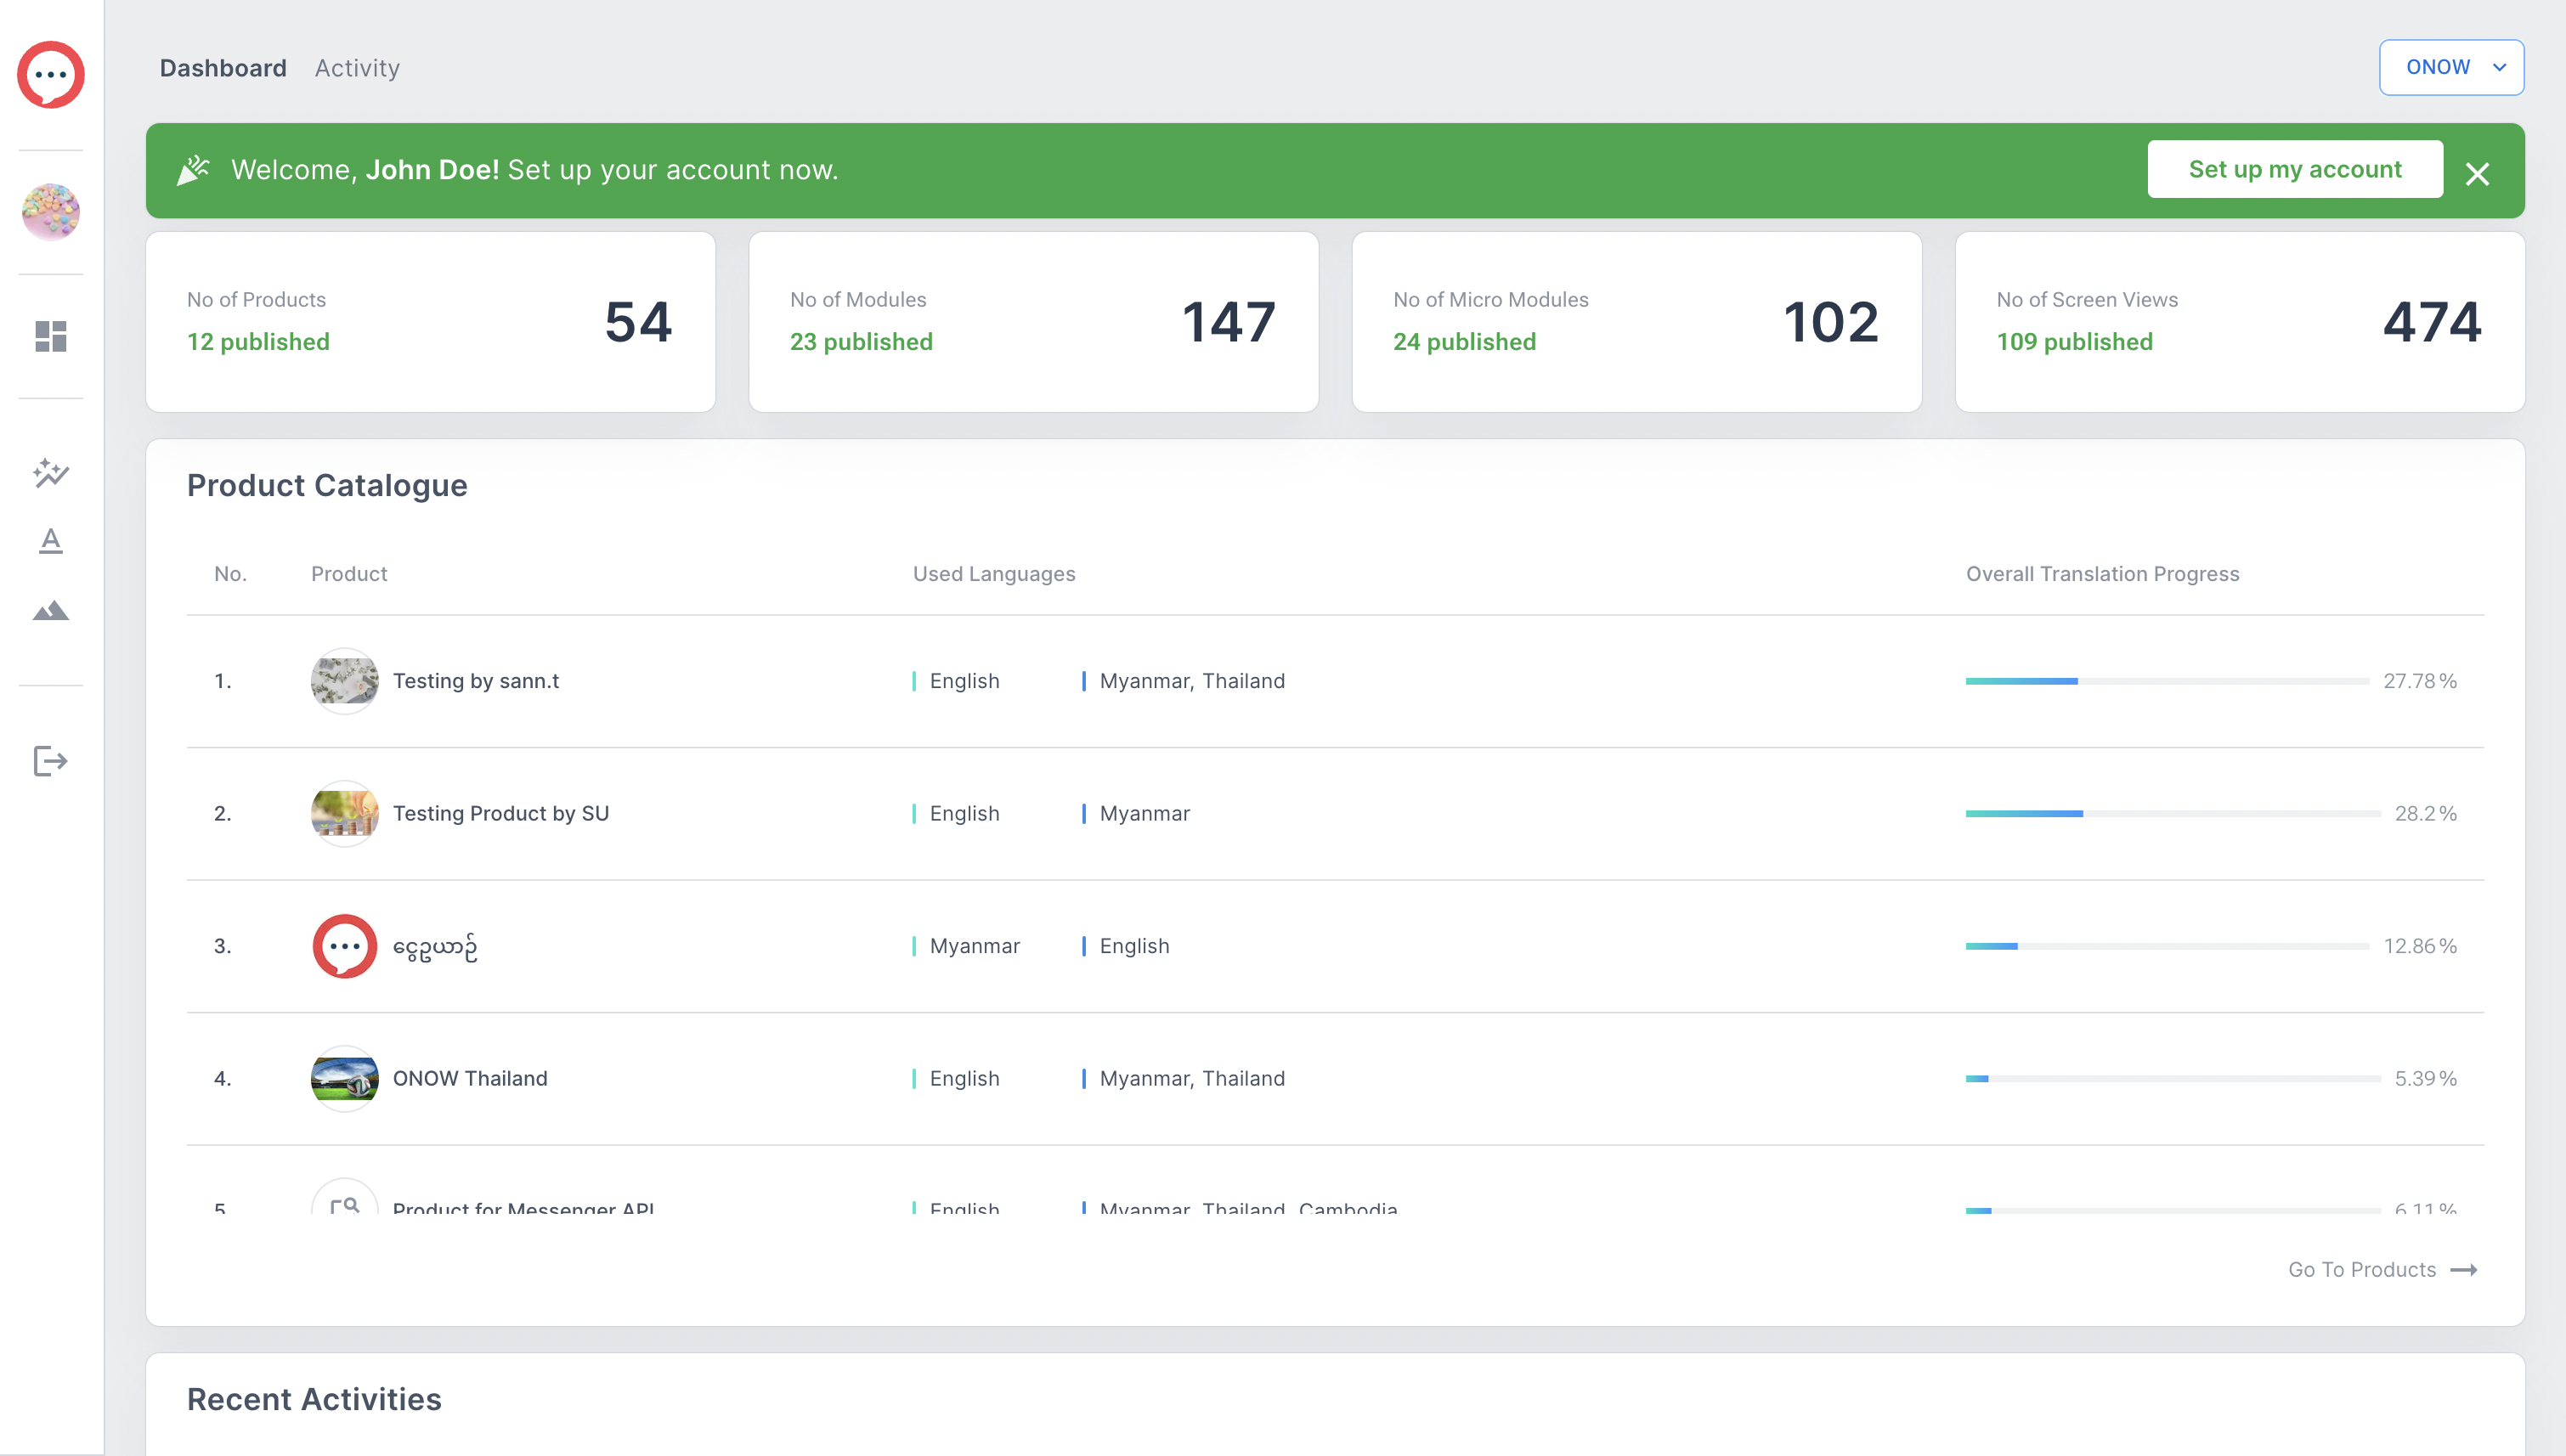 Dashboard Activity
ONOW
Welcome, John Doe! Set up your account now.
Set up my account
No of Products
12 published
54
No of Modules
23 published
147
No of Micro Modules
24 published
102
No of Screen Views
109 published
474
Product Catalogue
No. Product Used Languages Overall Translation Progress
1. Testing by sann.t English Myanmar, Thailand 27.78%
2. Testing Product by SU English Myanmar 28.2%
3. ငွေဥယာဉ် Myanmar English 12.86%
4. ONOW Thailand English Myanmar, Thailand 5.39%
5. Product for Messenger API English Myanmar, Thailand, Cambodia 6.11%
Go To Products
Recent Activities